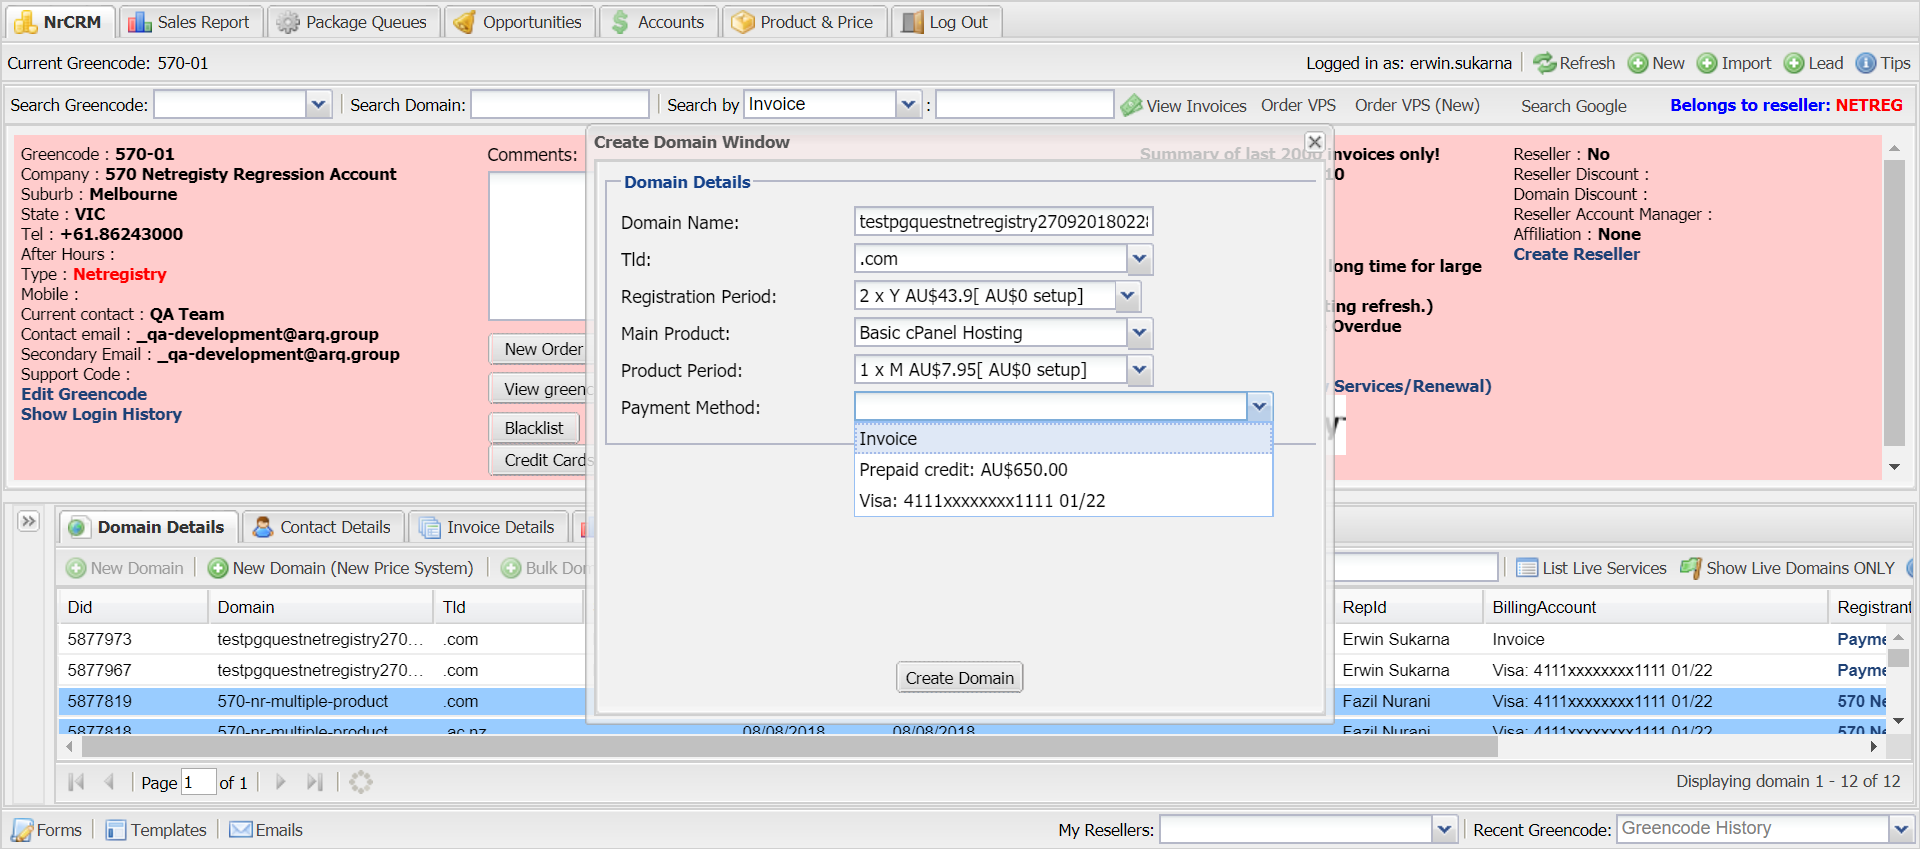 NrCRM Sales Report Package Queues Opportunities Accounts Product & Price Log Out
Current Greencode: 570-01 Logged in as: erwin.sukarna Refresh New Import Lead Tips
Search Greencode: Search Domain: Search by Invoice : View Invoices Order VPS Order VPS (New) Search Google Belongs to reseller: NETREG
Greencode : 570-01
Company : 570 Netregisty Regression Account
Suburb : Melbourne
State : VIC
Tel : +61.86243000
After Hours :
Type : Netregistry
Mobile :
Current contact : QA Team
Contact email : _qa-development@arq.group
Secondary Email : _qa-development@arq.group
Support Code :
Edit Greencode
Show Login History
Comments:
New Order
View green
Blacklist
Credit Cards
Create Domain Window
Domain Details
Domain Name: testpgquestnetregistry2709201802
Tld: .com
Registration Period: 2 x Y AU$43.9[ AU$0 setup]
Main Product: Basic cPanel Hosting
Product Period: 1 x M AU$7.95[ AU$0 setup]
Payment Method:
Invoice
Prepaid credit: AU$650.00
Visa: 4111xxxxxxxx1111 01/22
Create Domain
Summary of last 2000 invoices only!
10
long time for large
ting refresh.)
Overdue
Services/Renewal)
Reseller : No
Reseller Discount :
Domain Discount :
Reseller Account Manager :
Affiliation : None
Create Reseller
Domain Details Contact Details Invoice Details
New Domain New Domain (New Price System) Bulk Dom List Live Services Show Live Domains ONLY
Did Domain Tld RepId BillingAccount Registrant
5877973 testpgquestnetregistry270... .com Erwin Sukarna Invoice Payme
5877967 testpgquestnetregistry270... .com Erwin Sukarna Visa: 4111xxxxxxxx1111 01/22 Payme
5877819 570-nr-multiple-product .com Fazil Nurani Visa: 4111xxxxxxxx1111 01/22 570 Ne
5877818 570-nr-multiple-product .ac.nz 08/08/2018 08/08/2018 Fazil Nurani Visa: 4111xxxxxxxx1111 01/22 570 Ne
Page 1 of 1 Displaying domain 1 - 12 of 12
Forms Templates Emails My Resellers: Recent Greencode: Greencode History